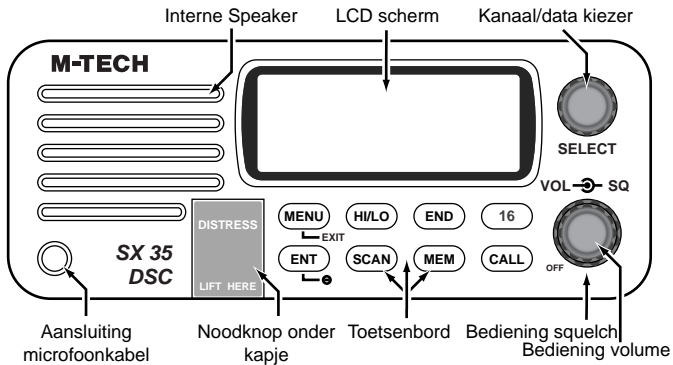 Interne Speaker LCD scherm Kanaal/data kiezer
M-TECH
SELECT
VOL SQ
DISTRESS MENU HI/LO END 16
EXIT
SX 35 ENT SCAN MEM CALL
DSC
OFF
LIFT HERE
Aansluiting microfoonkabel
Noodknop onder kapje
Toetsenbord
Bediening squelch
Bediening volume